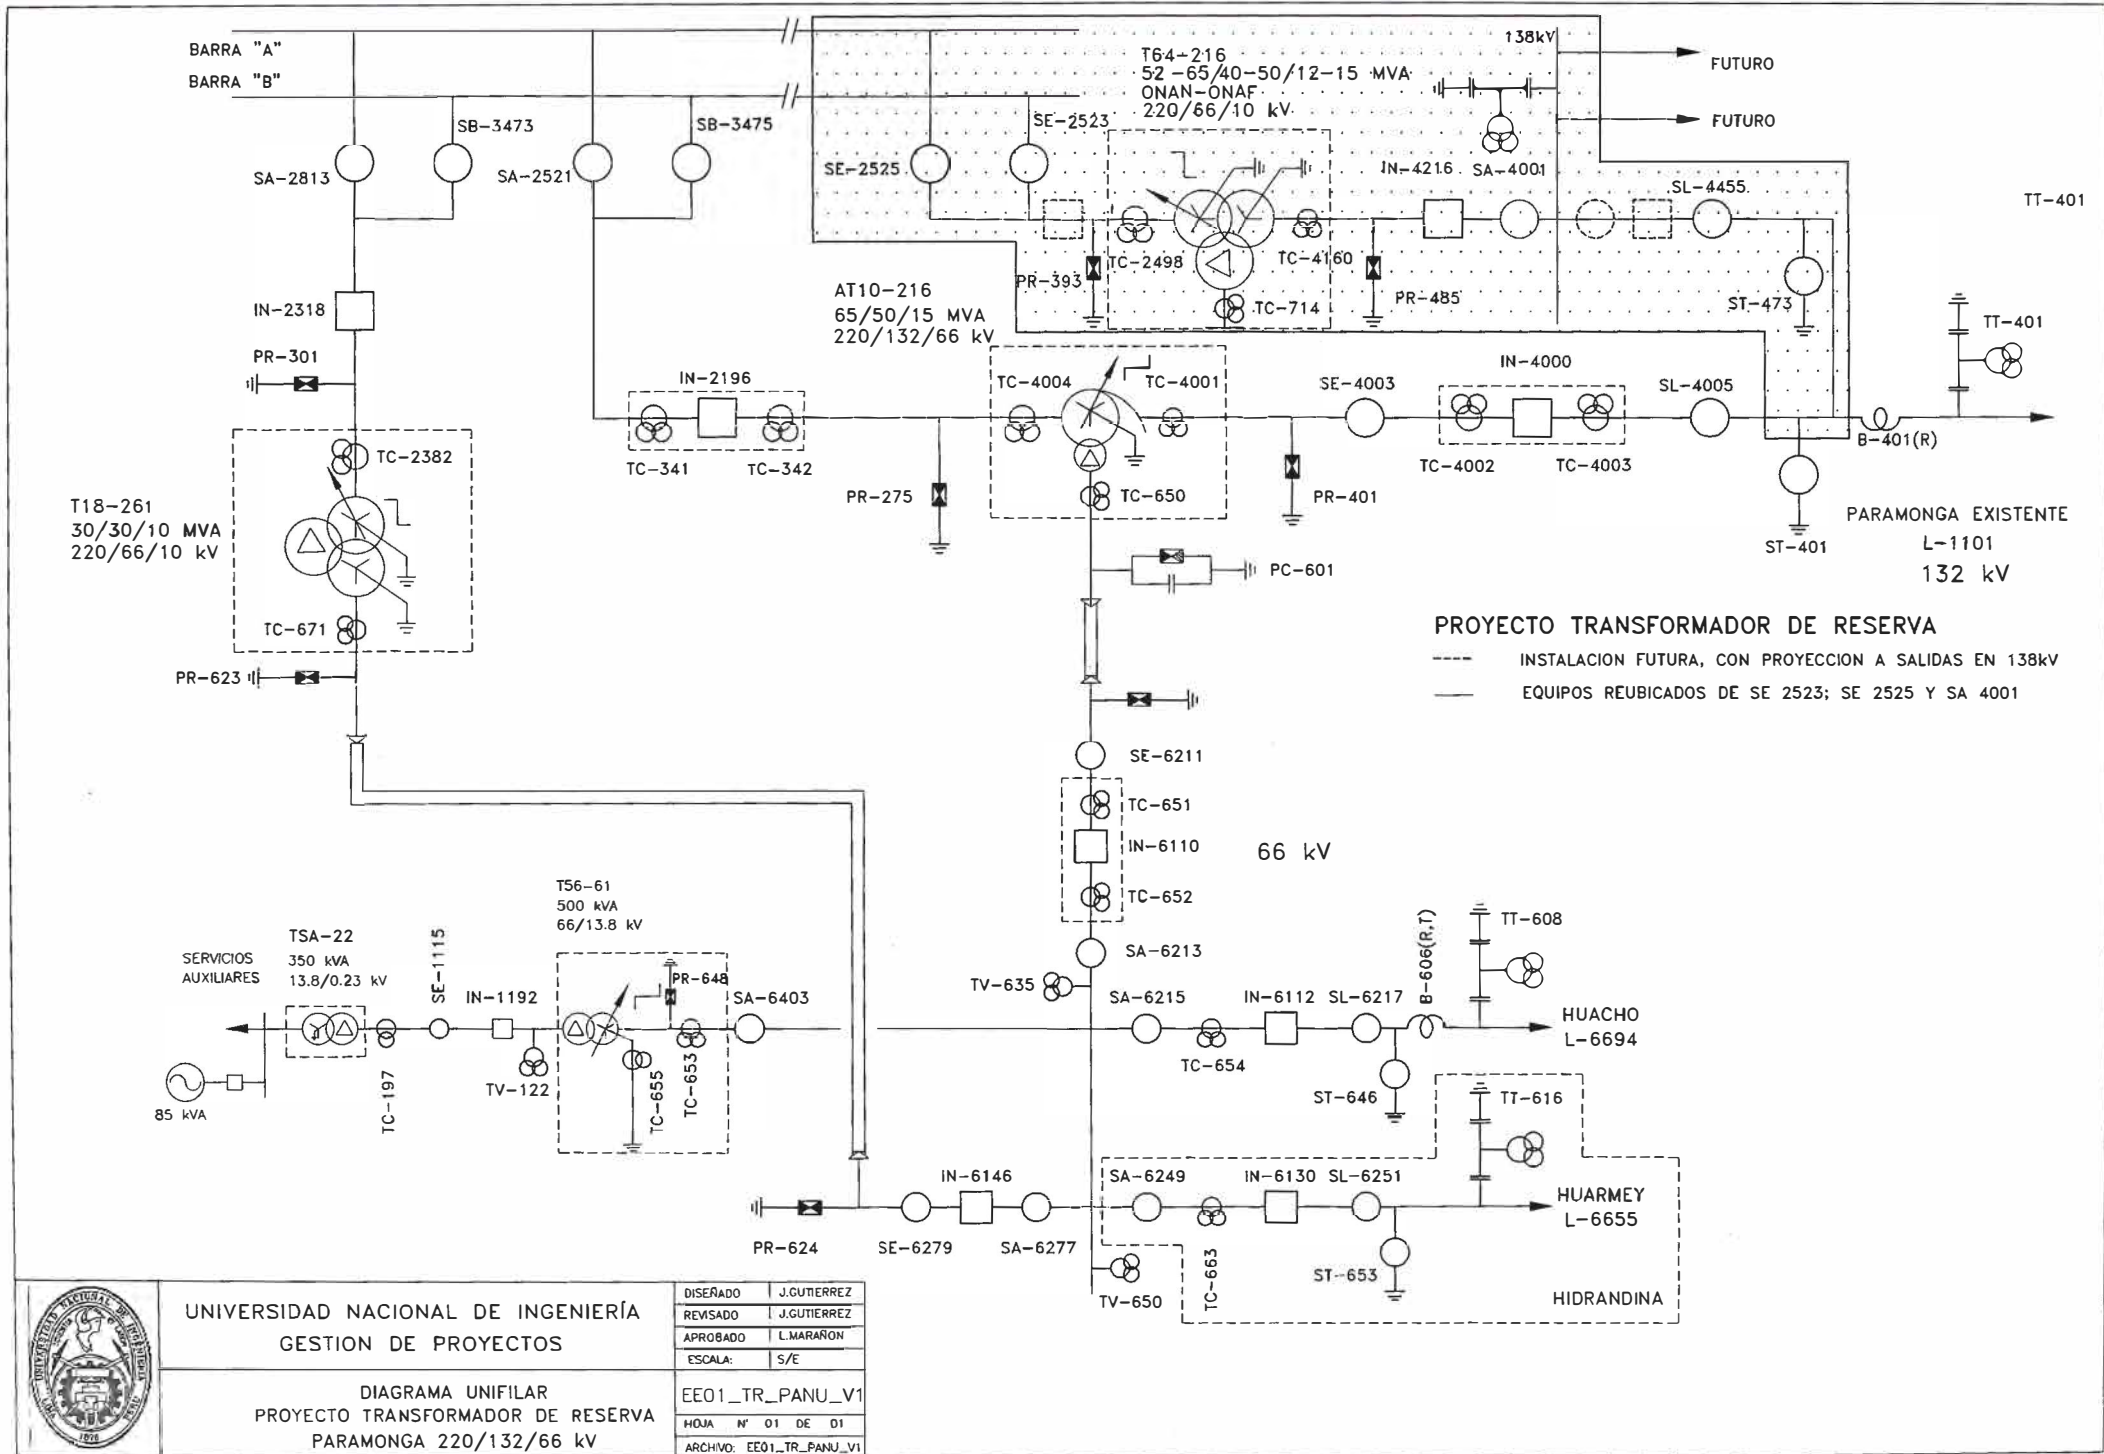 BARRA "A"
BARRA "B"
SB-3473
SB-3475
SA-2813
SA-2521
SE-2525
SE-2523
T64-216
52-65/40-50/12-15 MVA
ONAN-ONAF
220/66/10 kV
138kV
FUTURO
FUTURO
IN-4216
SA-4001
SL-4455
TT-401
TC-2498
TC-4160
PR-393
PR-485
TC-714
ST-473
IN-2318
PR-301
AT10-216
65/50/15 MVA
220/132/66 kV
TT-401
IN-2196
TC-4004
TC-4001
SE-4003
IN-4000
SL-4005
TC-341
TC-342
TC-4002
TC-4003
B-401(R)
TC-2382
PR-275
TC-650
PR-401
T18-261
30/30/10 MVA
220/66/10 kV
ST-401
PARAMONGA EXISTENTE
L-1101
132 kV
PC-601
TC-671
PR-623
PROYECTO TRANSFORMADOR DE RESERVA
INSTALACION FUTURA, CON PROYECCION A SALIDAS EN 138kV
EQUIPOS REUBICADOS DE SE 2523; SE 2525 Y SA 4001
SE-6211
TC-651
IN-6110
66 kV
TC-652
SA-6213
TV-635
T56-61
500 kVA
66/13.8 kV
TSA-22
350 kVA
13.8/0.23 kV
SERVICIOS
AUXILIARES
SE-1115
IN-1192
PR-648
SA-6403
SA-6215
IN-6112
SL-6217
B-606(R,T)
TT-608
HUACHO
L-6694
85 kVA
TC-197
TV-122
TC-655
TC-653
TC-654
ST-646
TT-616
SA-6249
IN-6130
SL-6251
HUARMEY
L-6655
IN-6146
PR-624
SE-6279
SA-6277
TV-650
TC-663
ST-653
HIDRANDINA
UNIVERSIDAD NACIONAL DE INGENIERÍA
GESTION DE PROYECTOS
DIAGRAMA UNIFILAR
PROYECTO TRANSFORMADOR DE RESERVA
PARAMONGA 220/132/66 kV
DISEÑADO J.GUTIERREZ
REVISADO J.GUTIERREZ
APROBADO L.MARAÑON
ESCALA: S/E
EE01_TR_PANU_V1
HOJA N° 01 DE 01
ARCHIVO: EE01_TR_PANU_V1
UNIVERSIDAD NACIONAL DE INGENIERIA
LIMA PERU
1876